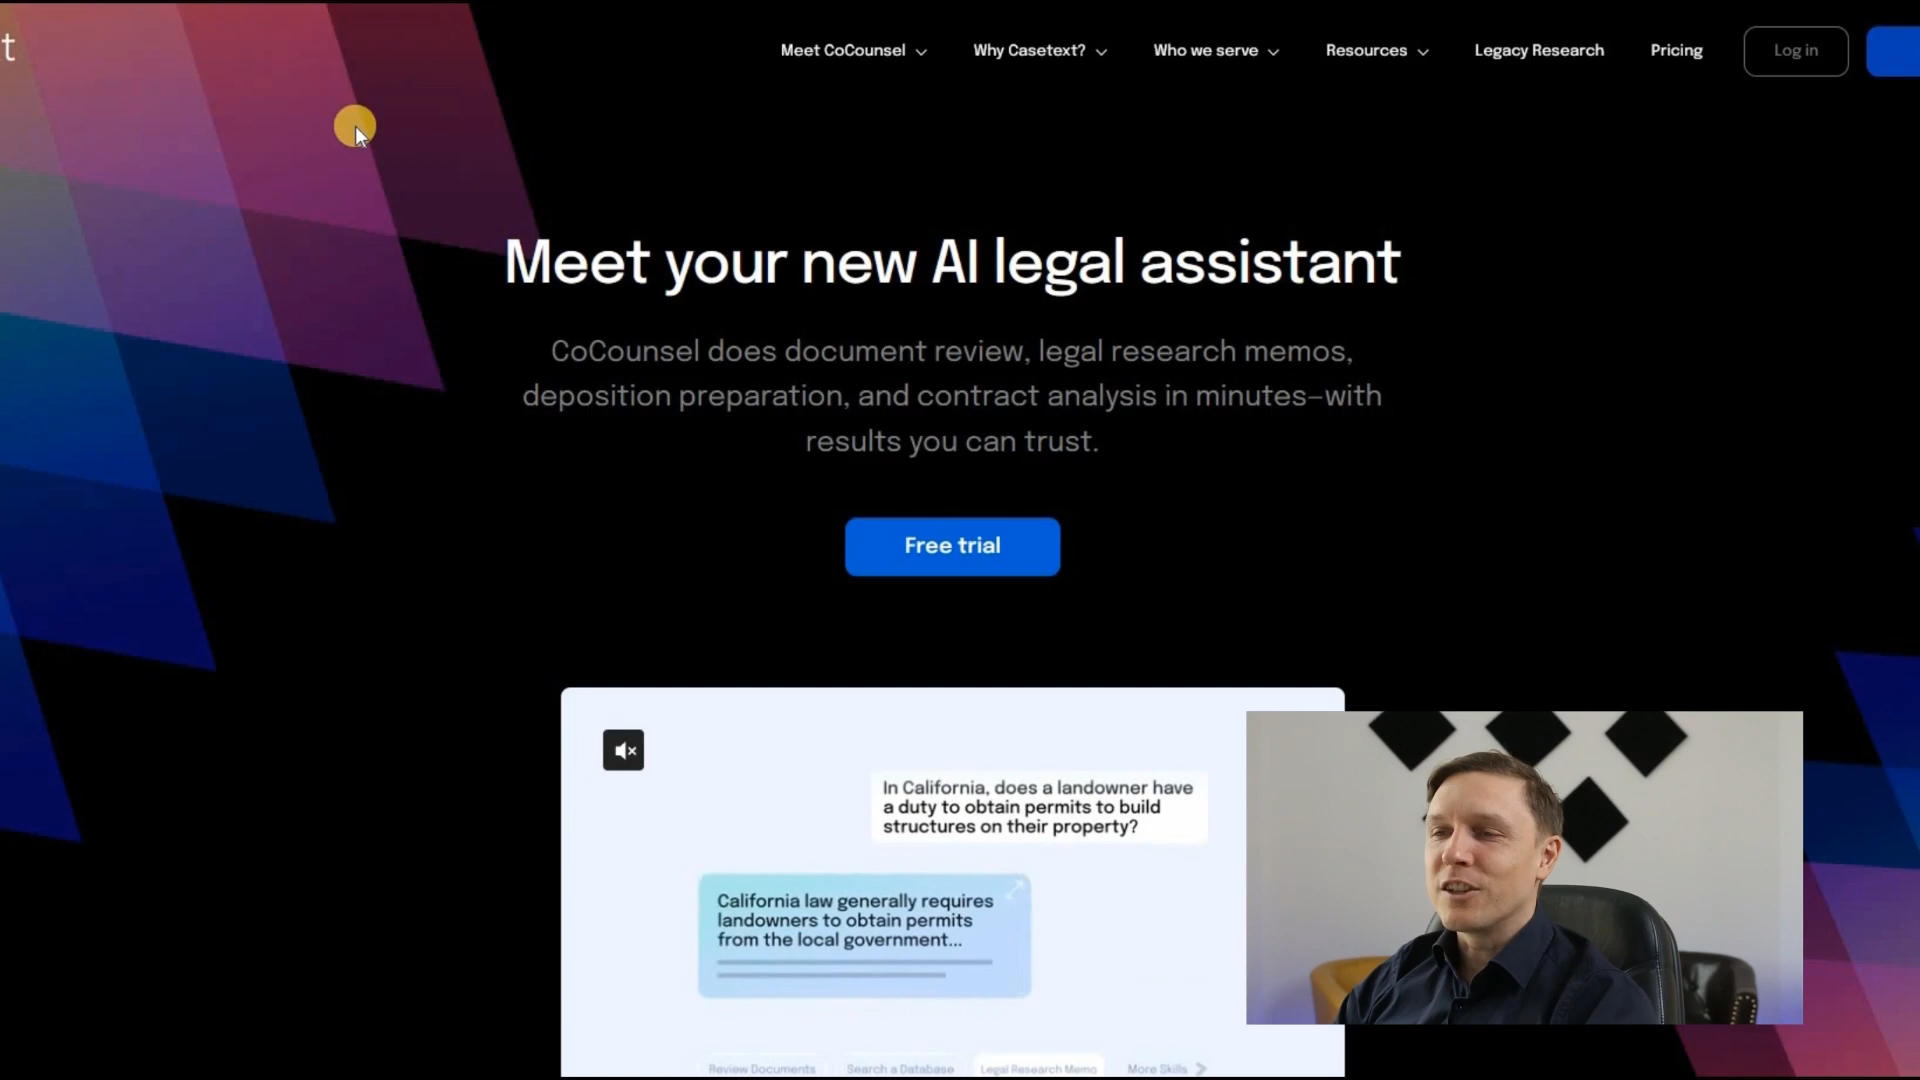 t
Meet CoCounsel
Why Casetext?
Who we serve
Resources
Legacy Research
Pricing
Log in
Meet your new AI legal assistant
CoCounsel does document review, legal research memos,
deposition preparation, and contract analysis in minutes—with
results you can trust.
Free trial
In California, does a landowner have
a duty to obtain permits to build
structures on their property?
California law generally requires
landowners to obtain permits
from the local government...
Review Documents
Search a Database
Legal Research Memo
More Skills